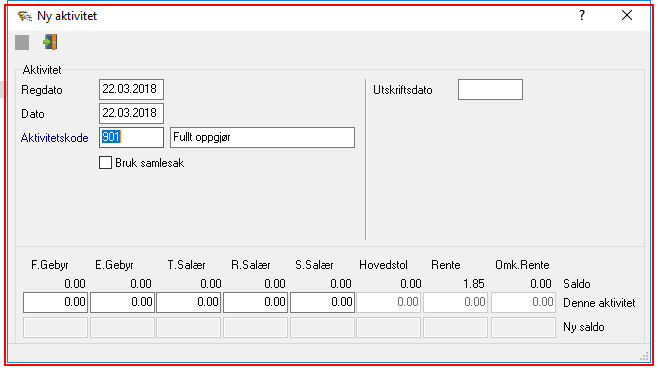 Ny aktivitet
Aktivitet
Regdato 22.03.2018 Utskriftsdato
Dato 22.03.2018
Aktivitetskode 901 Fullt oppgjør
Bruk samlesak
F.Gebyr E.Gebyr T.Salær R.Salær S.Salær Hovedstol Rente Omk.Rente
0.00 0.00 0.00 0.00 0.00 0.00 1.85 0.00 Saldo
0.00 0.00 0.00 0.00 0.00 0.00 0.00 0.00 Denne aktivitet
Ny saldo